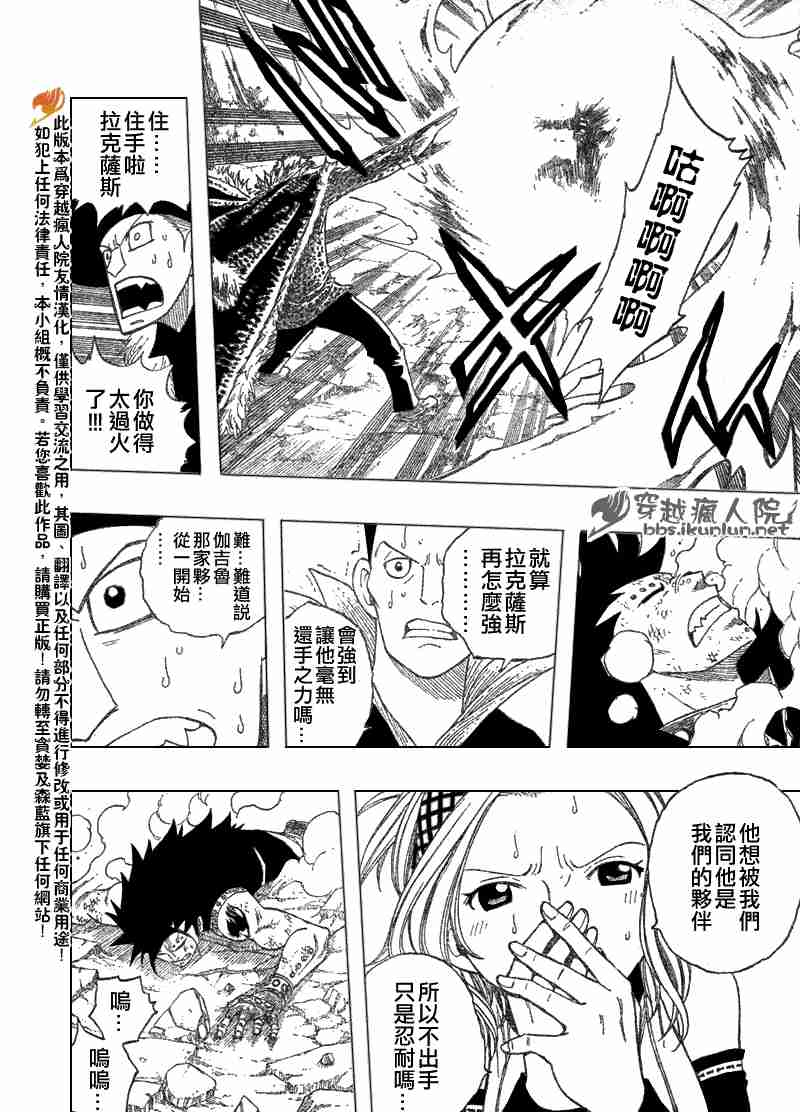 咕啊啊啊啊
住……
住手啦
拉克薩斯
你做得
太過火
了!!!
穿越瘋人院
bbs.ikunlun.net
就算
拉克薩斯
再怎麼強
……
會強到
讓他毫無
還手之力嗎…
難…難道説
伽吉魯
那家夥…
從一開始
……
他想被我們
認同他是
我們的夥伴
所以不出手
只是忍耐嗎…
…
嗚…
嗚嗚…
此版本爲穿越瘋人院友情漢化，僅供學習交流之用，其圖、翻譯以及任何部分不得進行修改或用于任何商業用途！
如犯上任何法律責任，本小組概不負責。若您喜歡此作品，請購買正版！請勿轉至貪婪及森藍旗下任何網站！